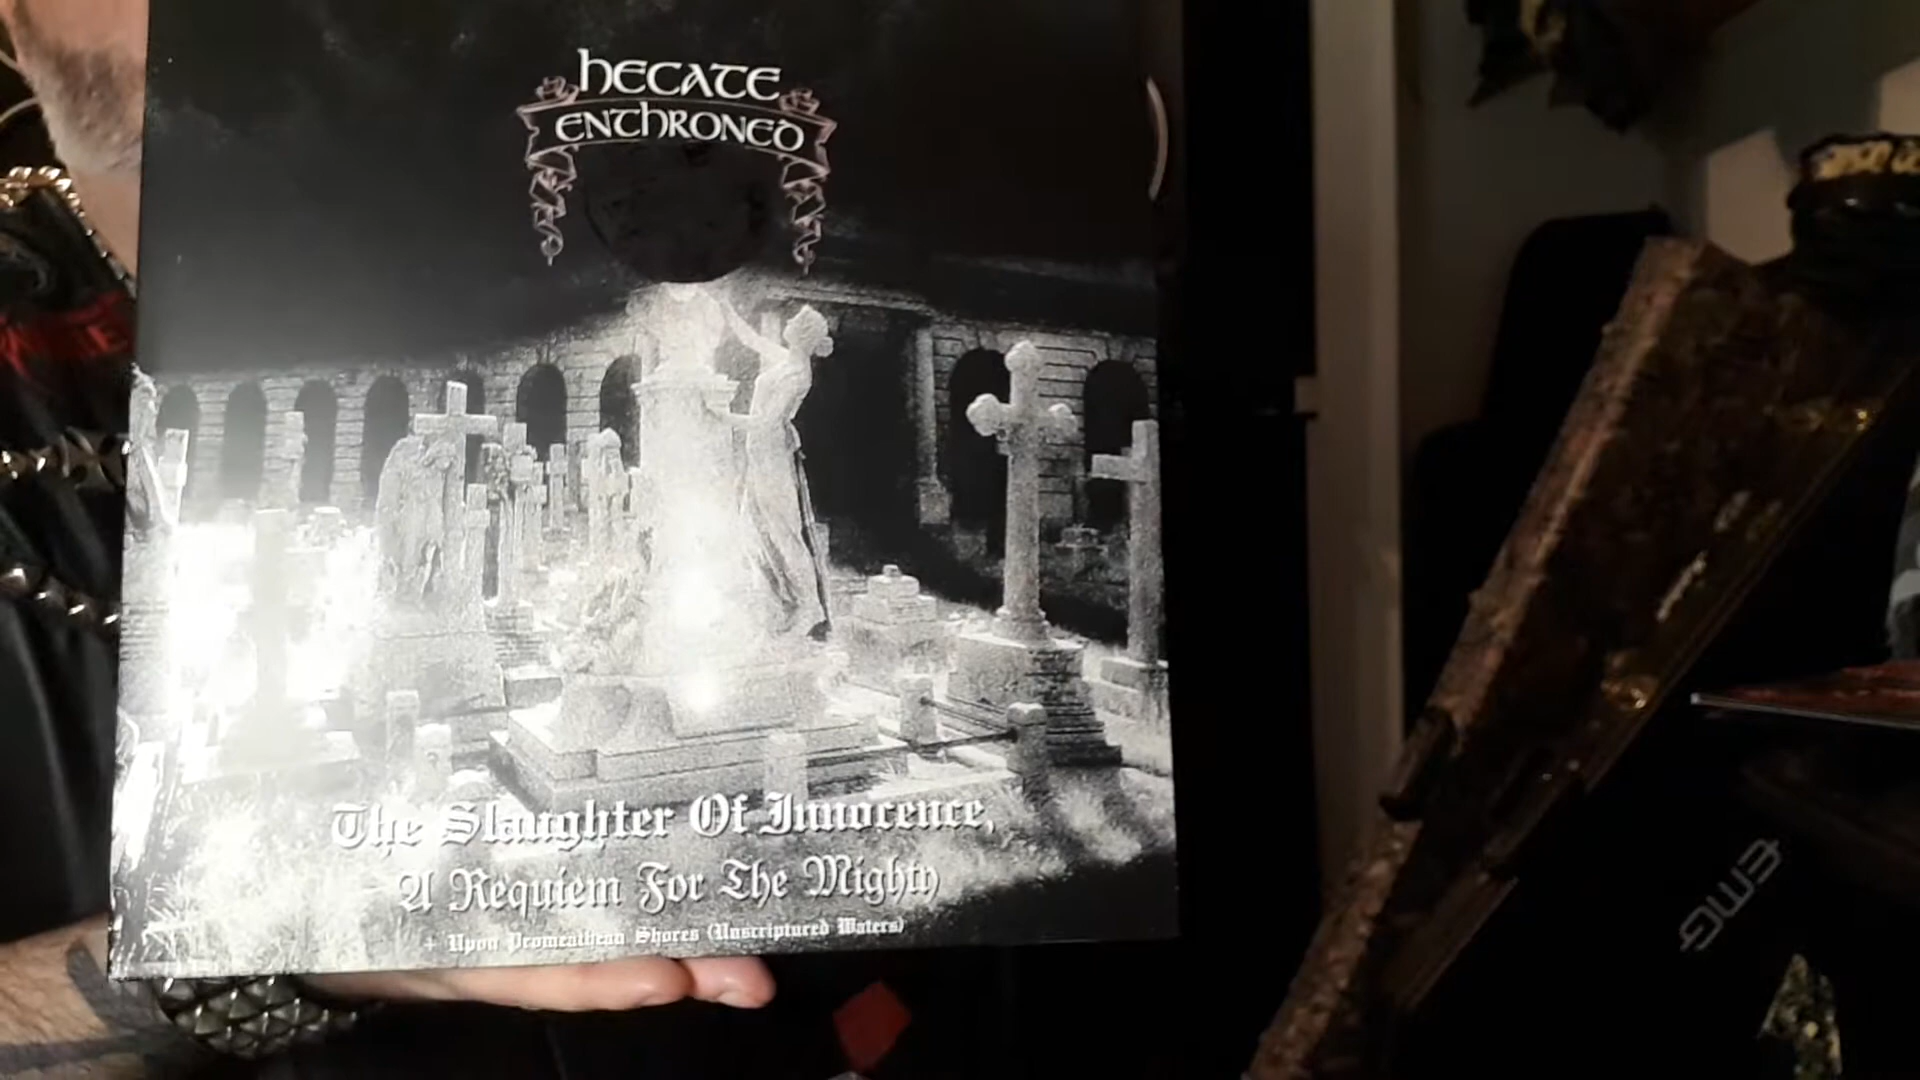 HECATE
ENTHRONED
The Slaughter Of Innocence,
A Requiem For The Mighty
+ Upon Promeathean Shores (Unscriptured Waters)
EMG